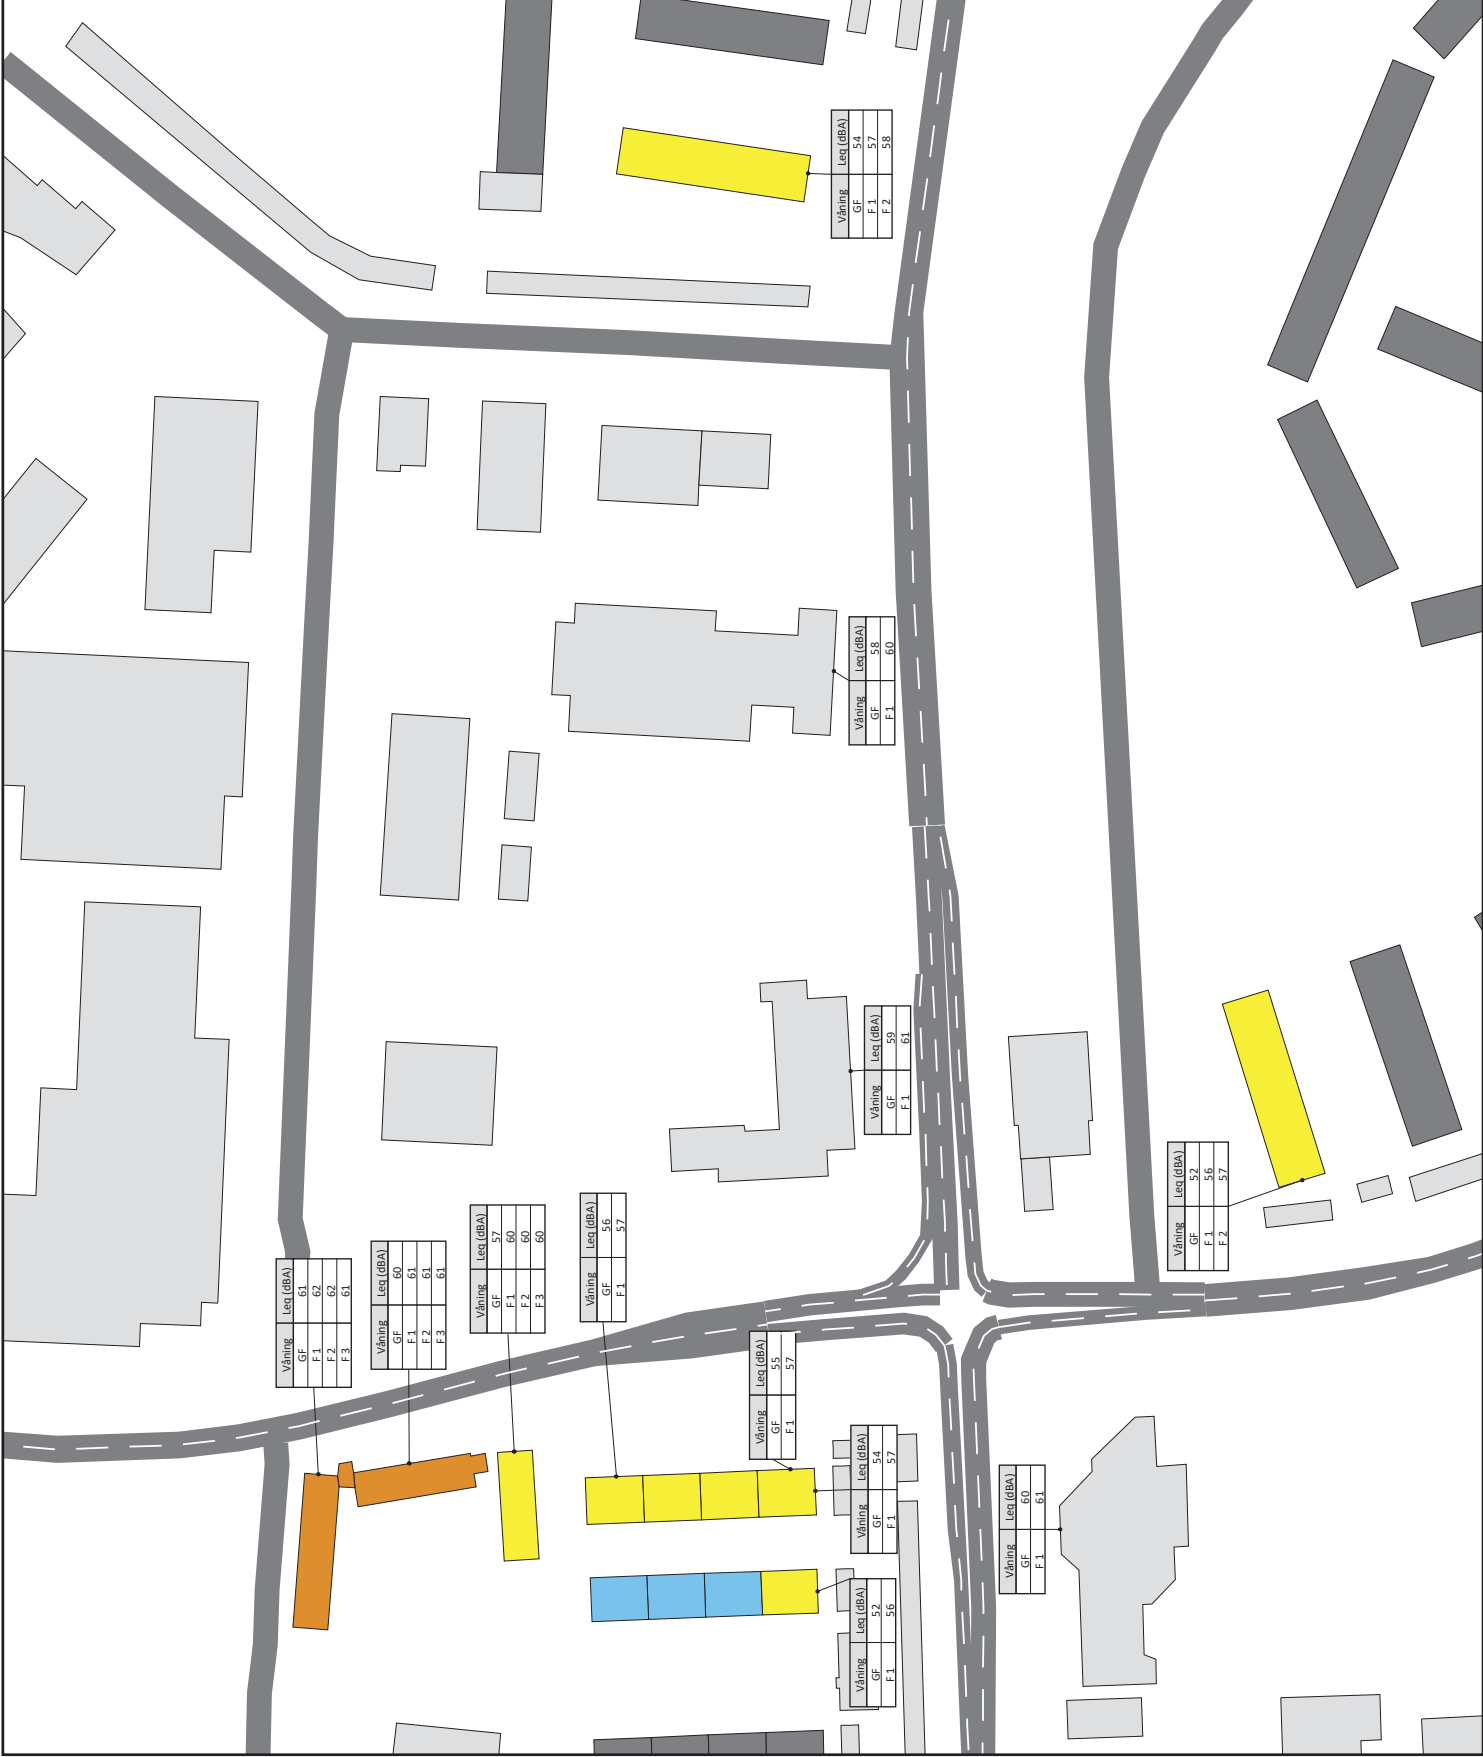 Våning Leq (dBA)
GF 61
F 1 62
F 2 62
F 3 61
Våning Leq (dBA)
GF 60
F 1 61
F 2 61
F 3 61
Våning Leq (dBA)
GF 57
F 1 60
F 2 60
F 3 60
Våning Leq (dBA)
GF 56
F 1 57
Våning Leq (dBA)
GF 55
F 1 57
Våning Leq (dBA)
GF 52
F 1 56
Våning Leq (dBA)
GF 54
F 1 57
Våning Leq (dBA)
GF 59
F 1 61
Våning Leq (dBA)
GF 58
F 1 60
Våning Leq (dBA)
GF 54
F 1 57
F 2 58
Våning Leq (dBA)
GF 60
F 1 61
Våning Leq (dBA)
GF 52
F 1 56
F 2 57